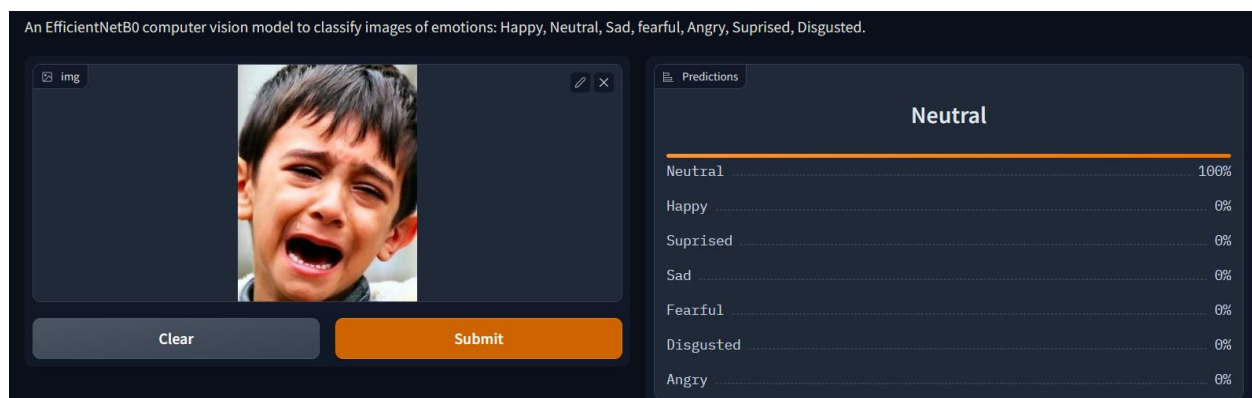 An EfficientNetB0 computer vision model to classify images of emotions: Happy, Neutral, Sad, fearful, Angry, Suprised, Disgusted.
img
Clear
Submit
Predictions
Neutral
Neutral 100%
Happy 0%
Suprised 0%
Sad 0%
Fearful 0%
Disgusted 0%
Angry 0%